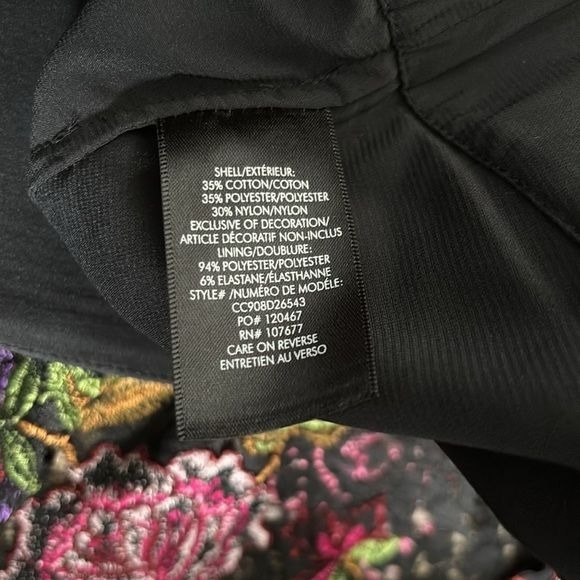 SHELL/EXTÉRIEUR:
35% COTTON/COTON
35% POLYESTER/POLYESTER
30% NYLON/NYLON
EXCLUSIVE OF DECORATION/
ARTICLE DÉCORATIF NON-INCLUS
LINING/DOUBLURE:
94% POLYESTER/POLYESTER
6% ELASTANE/ÉLASTHANNE
STYLE# /NUMÉRO DE MODÉLE:
CC908D26543
PO# 120467
RN# 107677
CARE ON REVERSE
ENTRETIEN AU VERSO